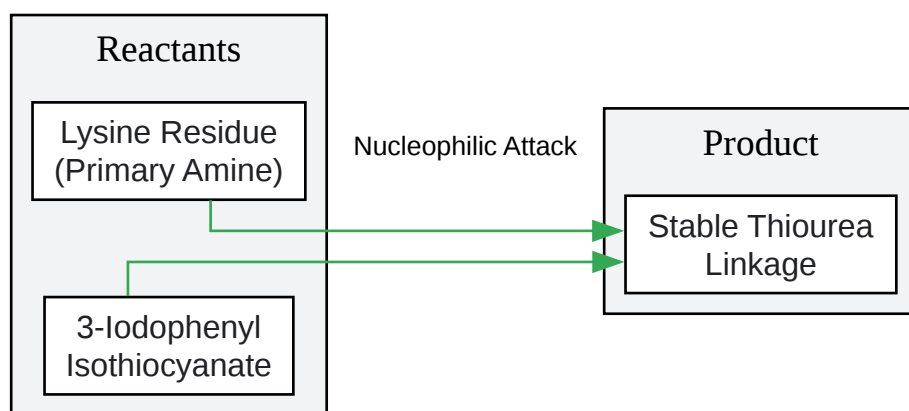 Reactants
Lysine Residue
(Primary Amine)
Nucleophilic Attack
Product
Stable Thiourea
Linkage
3-Iodophenyl
Isothiocyanate